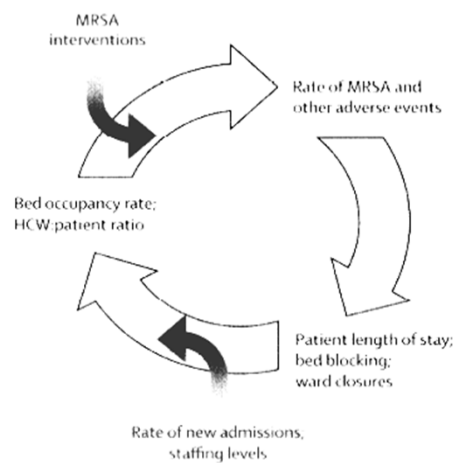 MRSA
interventions
Rate of MRSA and
other adverse events
Bed occupancy rate;
HCW:patient ratio
Patient length of stay;
bed blocking;
ward closures
Rate of new admissions,
staffing levels